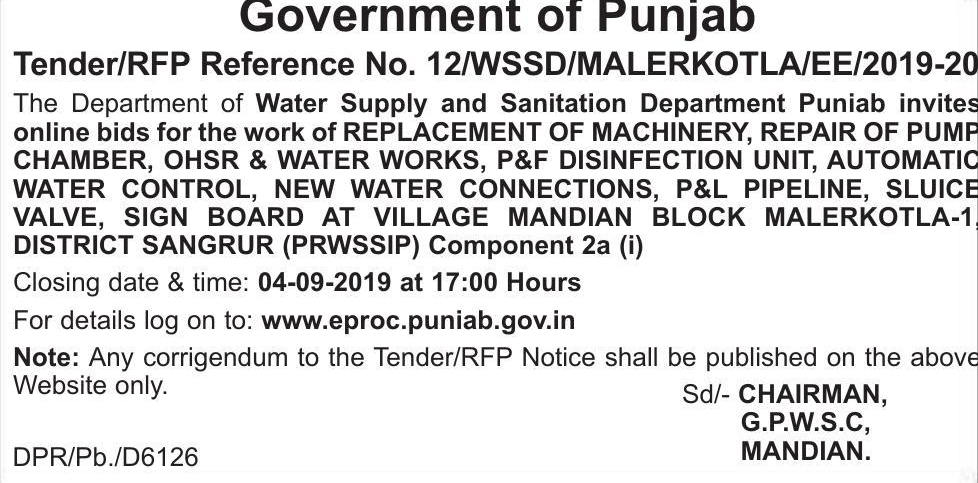 Government of Punjab
Tender/RFP Reference No. 12/WSSD/MALERKOTLA/EE/2019-20
The Department of Water Supply and Sanitation Department Puniab invites
online bids for the work of REPLACEMENT OF MACHINERY, REPAIR OF PUMP
CHAMBER, OHSR & WATER WORKS, P&F DISINFECTION UNIT, AUTOMATIC
WATER CONTROL, NEW WATER CONNECTIONS, P&L PIPELINE, SLUICE
VALVE, SIGN BOARD AT VILLAGE MANDIAN BLOCK MALERKOTLA-1,
DISTRICT SANGRUR (PRWSSIP) Component 2a (i)
Closing date & time: 04-09-2019 at 17:00 Hours
For details log on to: www.eproc.puniab.gov.in
Note: Any corrigendum to the Tender/RFP Notice shall be published on the above
Website only.
Sd/- CHAIRMAN,
G.P.W.S.C,
MANDIAN.
DPR/Pb./D6126